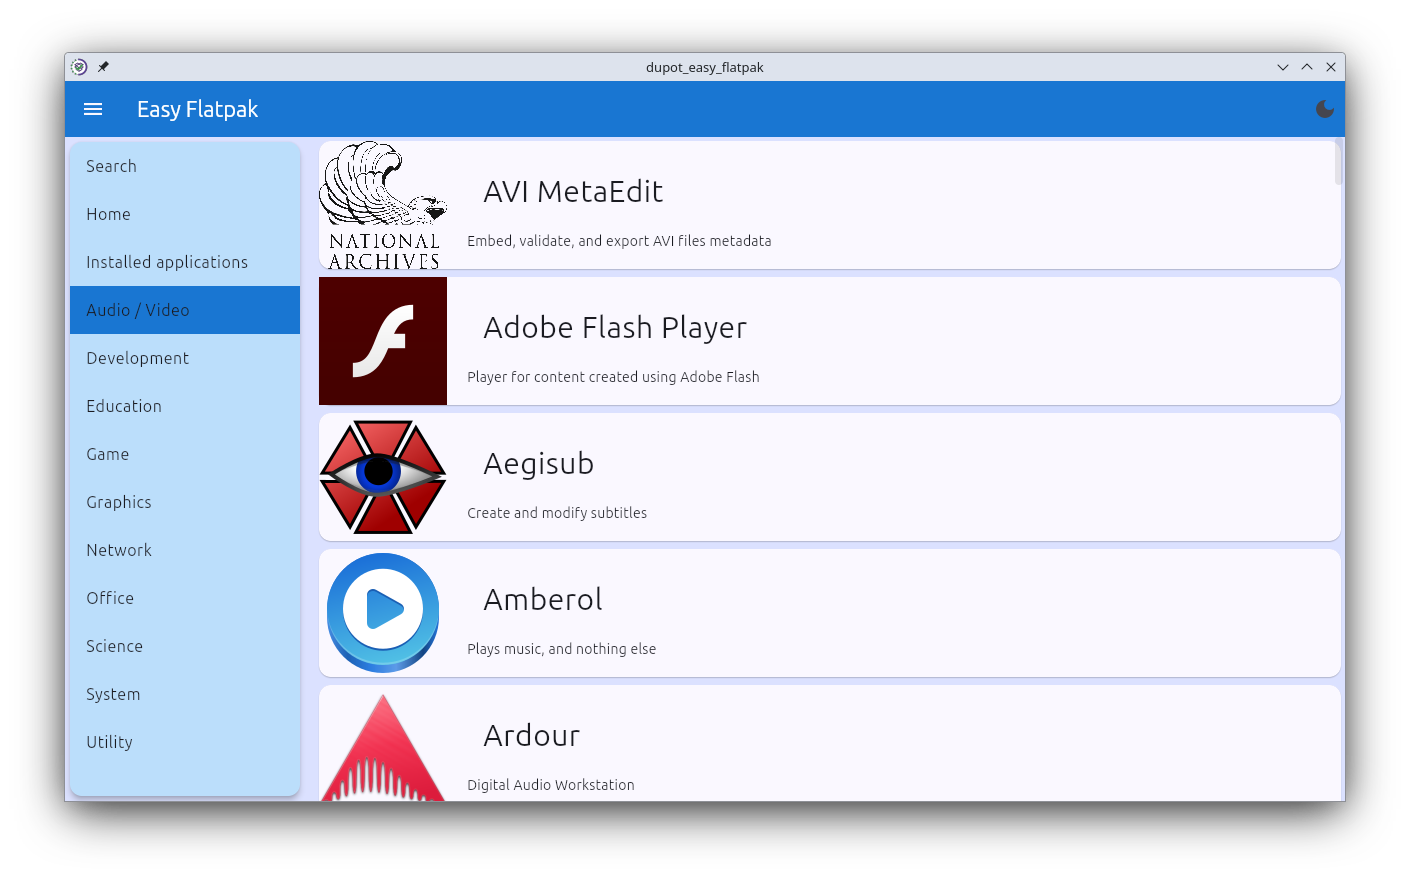 dupot_easy_flatpak
Easy Flatpak
Search
Home
Installed applications
Audio / Video
Development
Education
Game
Graphics
Network
Office
Science
System
Utility
NATIONAL
ARCHIVES
AVI MetaEdit
Embed, validate, and export AVI files metadata
Adobe Flash Player
Player for content created using Adobe Flash
Aegisub
Create and modify subtitles
Amberol
Plays music, and nothing else
Ardour
Digital Audio Workstation